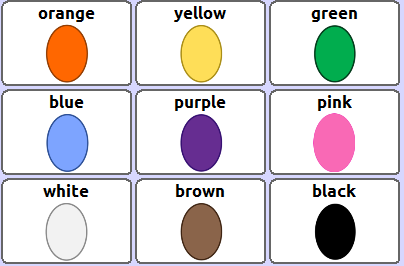 orange yellow green
blue purple pink
white brown black